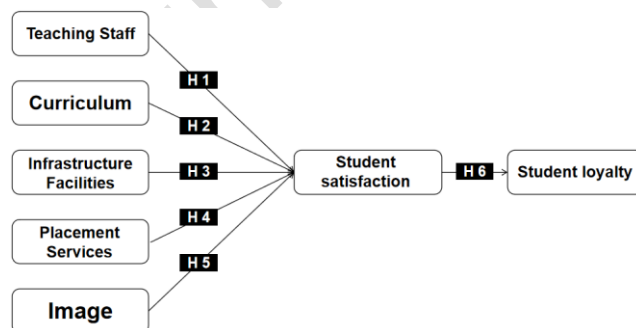 Teaching Staff
H 1
Curriculum
H 2
Infrastructure
Facilities
H 3
Student
satisfaction
H 6
Student loyalty
Placement
Services
H 4
H 5
Image